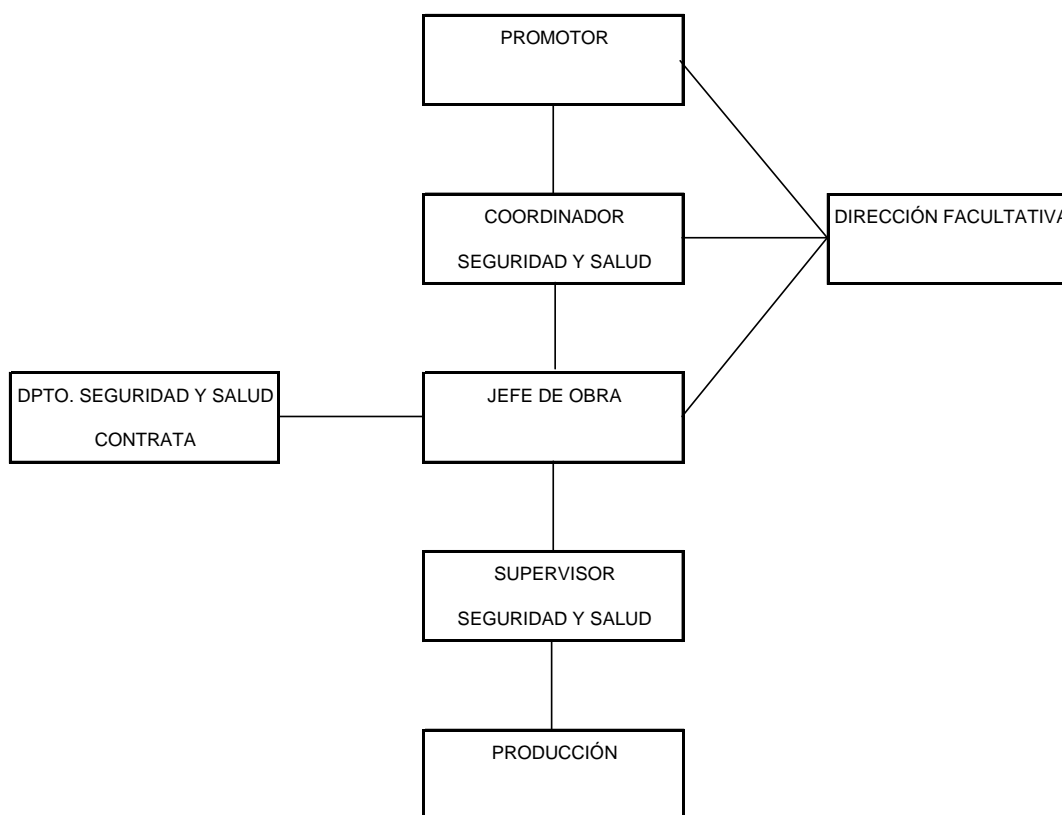 PROMOTOR
COORDINADOR
SEGURIDAD Y SALUD
DIRECCIÓN FACULTATIVA
DPTO. SEGURIDAD Y SALUD
CONTRATA
JEFE DE OBRA
SUPERVISOR
SEGURIDAD Y SALUD
PRODUCCIÓN